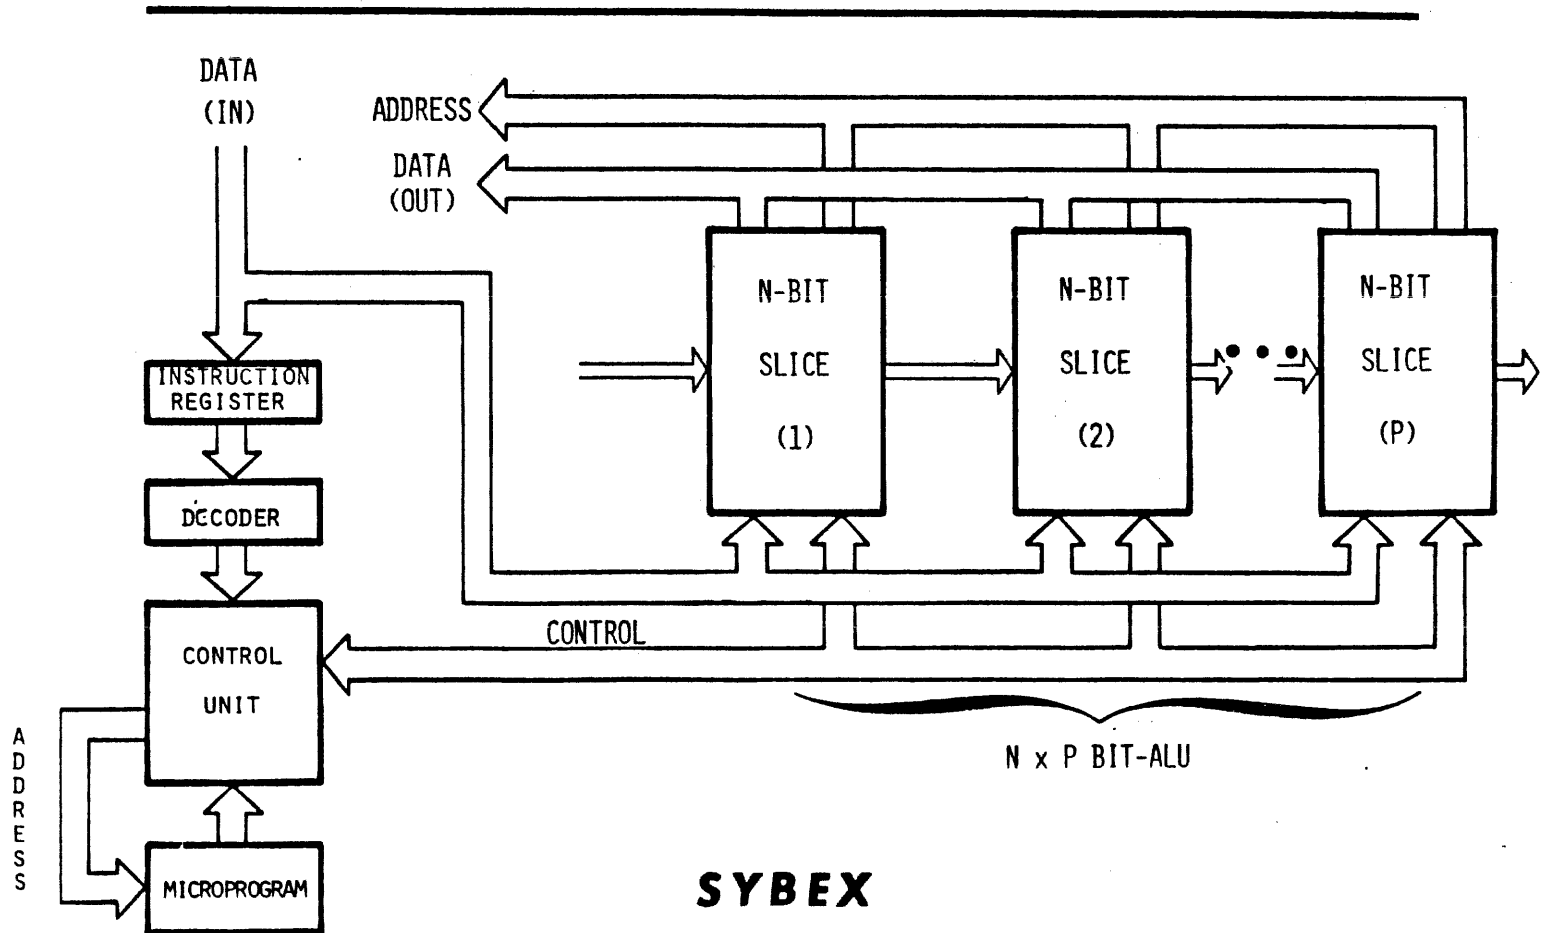 DATA
(IN)
ADDRESS
DATA
(OUT)
N-BIT
SLICE
(1)
N-BIT
SLICE
(2)
• • •
N-BIT
SLICE
(P)
INSTRUCTION
REGISTER
DECODER
CONTROL
UNIT
CONTROL
ADDRESS
MICROPROGRAM
N x P BIT-ALU
SYBEX